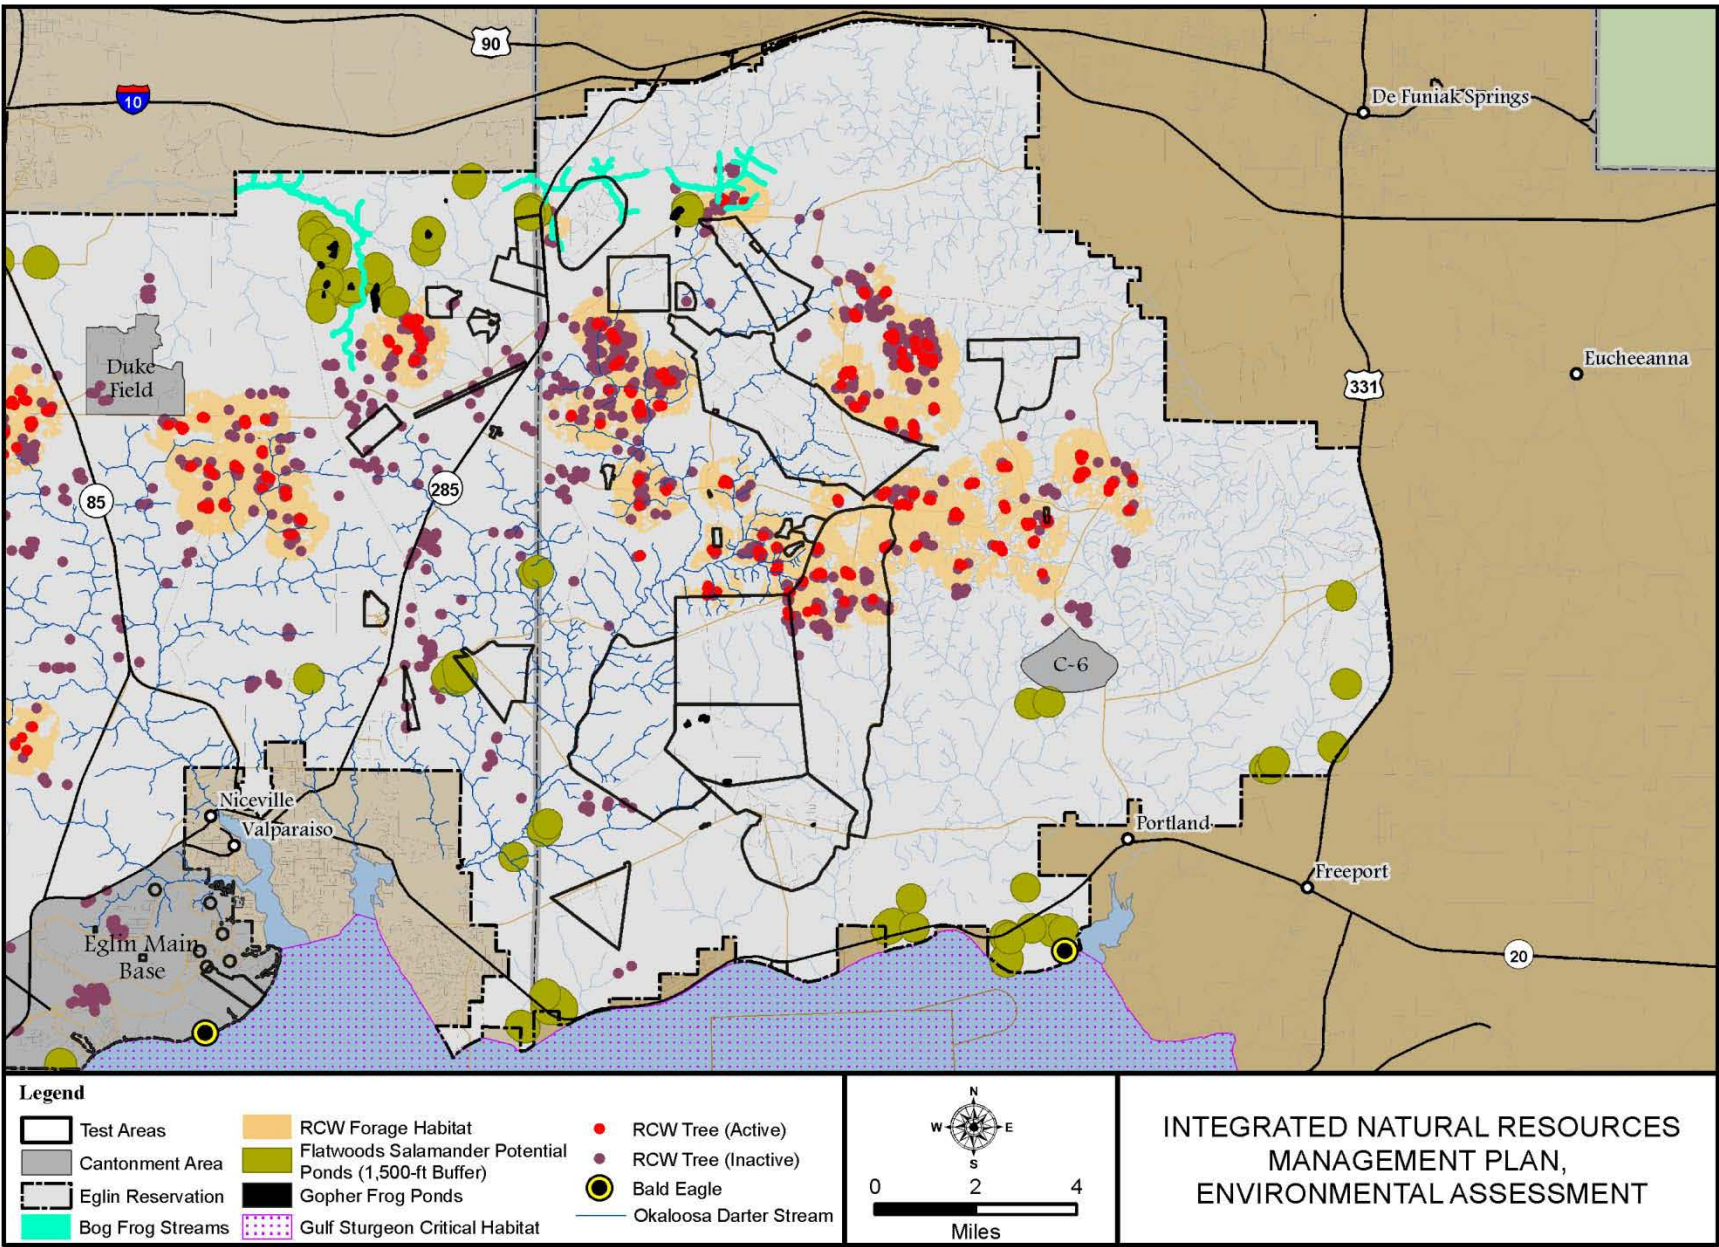 90
10
De Funiak Springs
Duke
Field
Eucheeanna
331
85
285
C-6
Niceville
Valparaiso
Portland
Freeport
Eglin Main
Base
20
Legend
Test Areas
Cantonment Area
Eglin Reservation
Bog Frog Streams
RCW Forage Habitat
Flatwoods Salamander Potential
Ponds (1,500-ft Buffer)
Gopher Frog Ponds
Gulf Sturgeon Critical Habitat
RCW Tree (Active)
RCW Tree (Inactive)
Bald Eagle
Okaloosa Darter Stream
N
W E
S
0 2 4
Miles
INTEGRATED NATURAL RESOURCES
MANAGEMENT PLAN,
ENVIRONMENTAL ASSESSMENT